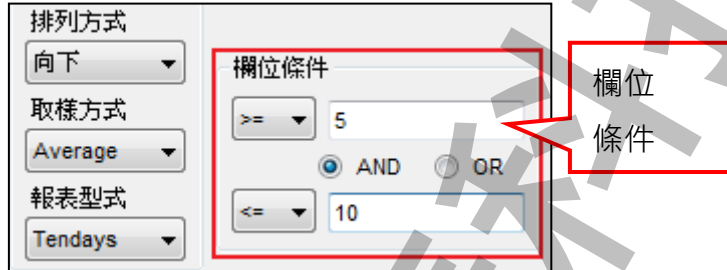 排列方式
向下
取樣方式
Average
報表型式
Tendays
欄位條件
>= 5
AND OR
<= 10
欄位
條件